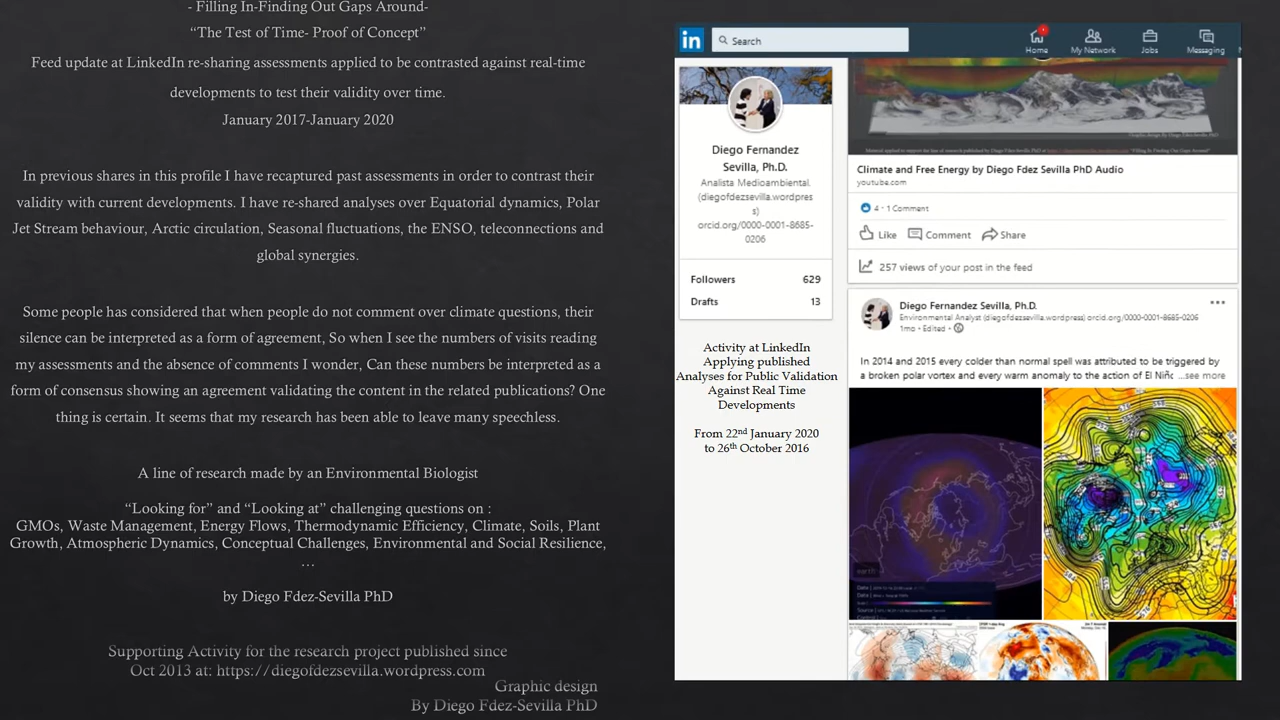 - Filling In-Finding Out Gaps Around-
“The Test of Time- Proof of Concept”
Feed update at LinkedIn re-sharing assessments applied to be contrasted against real-time
developments to test their validity over time.
January 2017-January 2020
In previous shares in this profile I have recaptured past assessments in order to contrast their
validity with current developments. I have re-shared analyses over Equatorial dynamics, Polar
Jet Stream behaviour, Arctic circulation, Seasonal fluctuations, the ENSO, teleconnections and
global synergies.
Some people has considered that where people do not comment over climate questions, their
silence can be interpreted as a form of agreement, So when I see the numbers of visits reading
my assessments and the absence of comments I wonder, Can these numbers be interpreted as a
form of consensus showing an agreement validating the content in the related publications? One
thing is certain. It seems that my research has been able to leave many speechless.
A line of research made by an Environmental Biologist
“Looking for” and “Looking at” challenging questions on :
GMOs, Waste Management, Energy Flows, Thermodynamic Efficiency, Climate, Soils, Plant
Growth, Atmospheric Dynamics, Conceptual Challenges, Environmental and Social Resilience,
…
by Diego Fdez-Sevilla PhD
Supporting Activity for the research project published since
Oct 2013 at: https://diegofdezsevilla.wordpress.com
Graphic design
By Diego Fdez-Sevilla PhD
in
Search
Home
My Network
Jobs
Messaging
Diego Fernandez
Sevilla, Ph.D.
Analista Medioambiental
(diegofdezsevilla.wordpres
s)
orcid.org/0000-0001-8685-
0206
Followers 629
Drafts 13
Activity at LinkedIn
Applying published
Analyses for Public Validation
Against Real Time
Developments
From 22nd January 2020
to 26th October 2016
Climate and Free Energy by Diego Fdez Sevilla PhD Audio
youtube.com
4 · 1 Comment
Like Comment Share
257 views of your post in the feed
Diego Fernandez Sevilla, Ph.D.
Environmental Analyst (diegofdezsevilla.wordpress) orcid.org/0000-0001-8685-0206
1mo • Edited •
In 2014 and 2015 every colder than normal spell was attributed to be triggered by
a broken polar vortex and every warm anomaly to the action of El Niño ...see more
earth